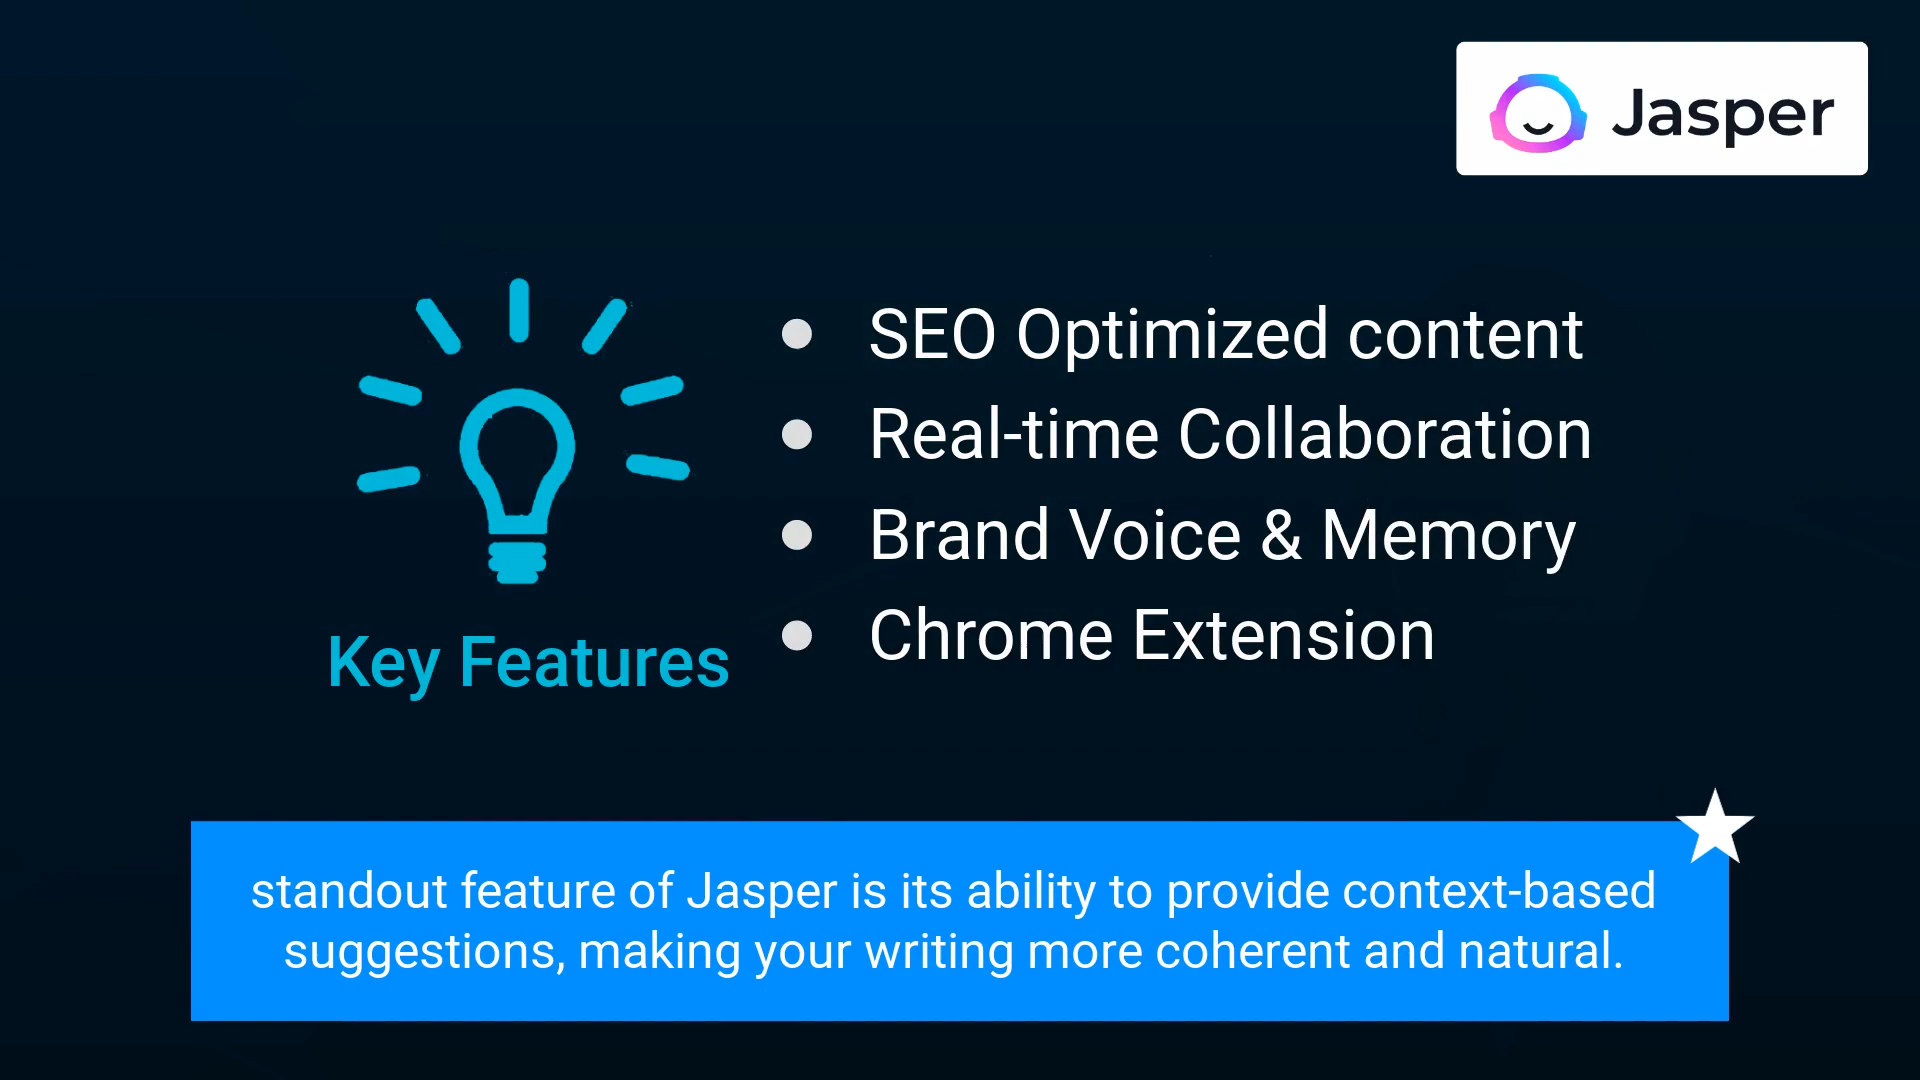 Jasper
SEO Optimized content
Real-time Collaboration
Brand Voice & Memory
Chrome Extension
Key Features
standout feature of Jasper is its ability to provide context-based
suggestions, making your writing more coherent and natural.